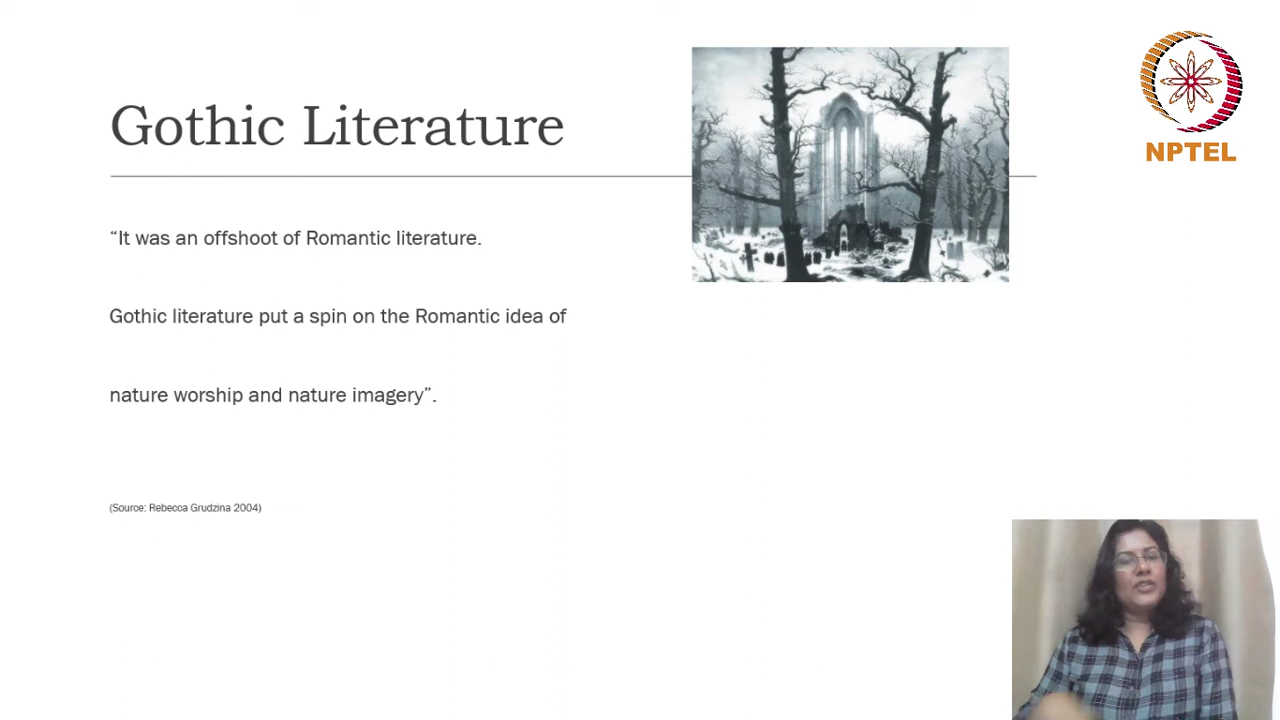 Gothic Literature
NPTEL
“It was an offshoot of Romantic literature.
Gothic literature put a spin on the Romantic idea of
nature worship and nature imagery”.
(Source: Rebecca Grudzina 2004)